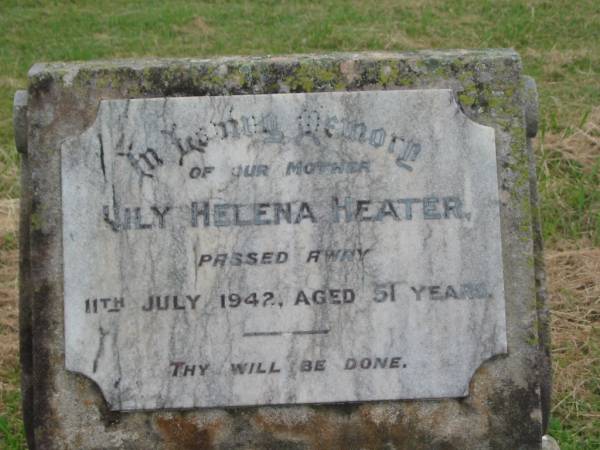 In Loving Memory
OF OUR MOTHER
LILY HELENA HEATER,
PASSED AWAY
11TH JULY 1942, AGED 51 YEARS.
THY WILL BE DONE.